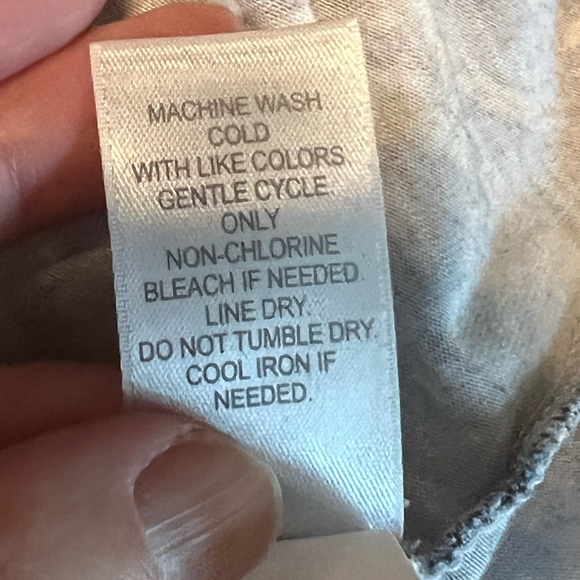 MACHINE WASH
COLD
WITH LIKE COLORS.
GENTLE CYCLE
ONLY
NON-CHLORINE
BLEACH IF NEEDED.
LINE DRY.
DO NOT TUMBLE DRY.
COOL IRON IF
NEEDED.